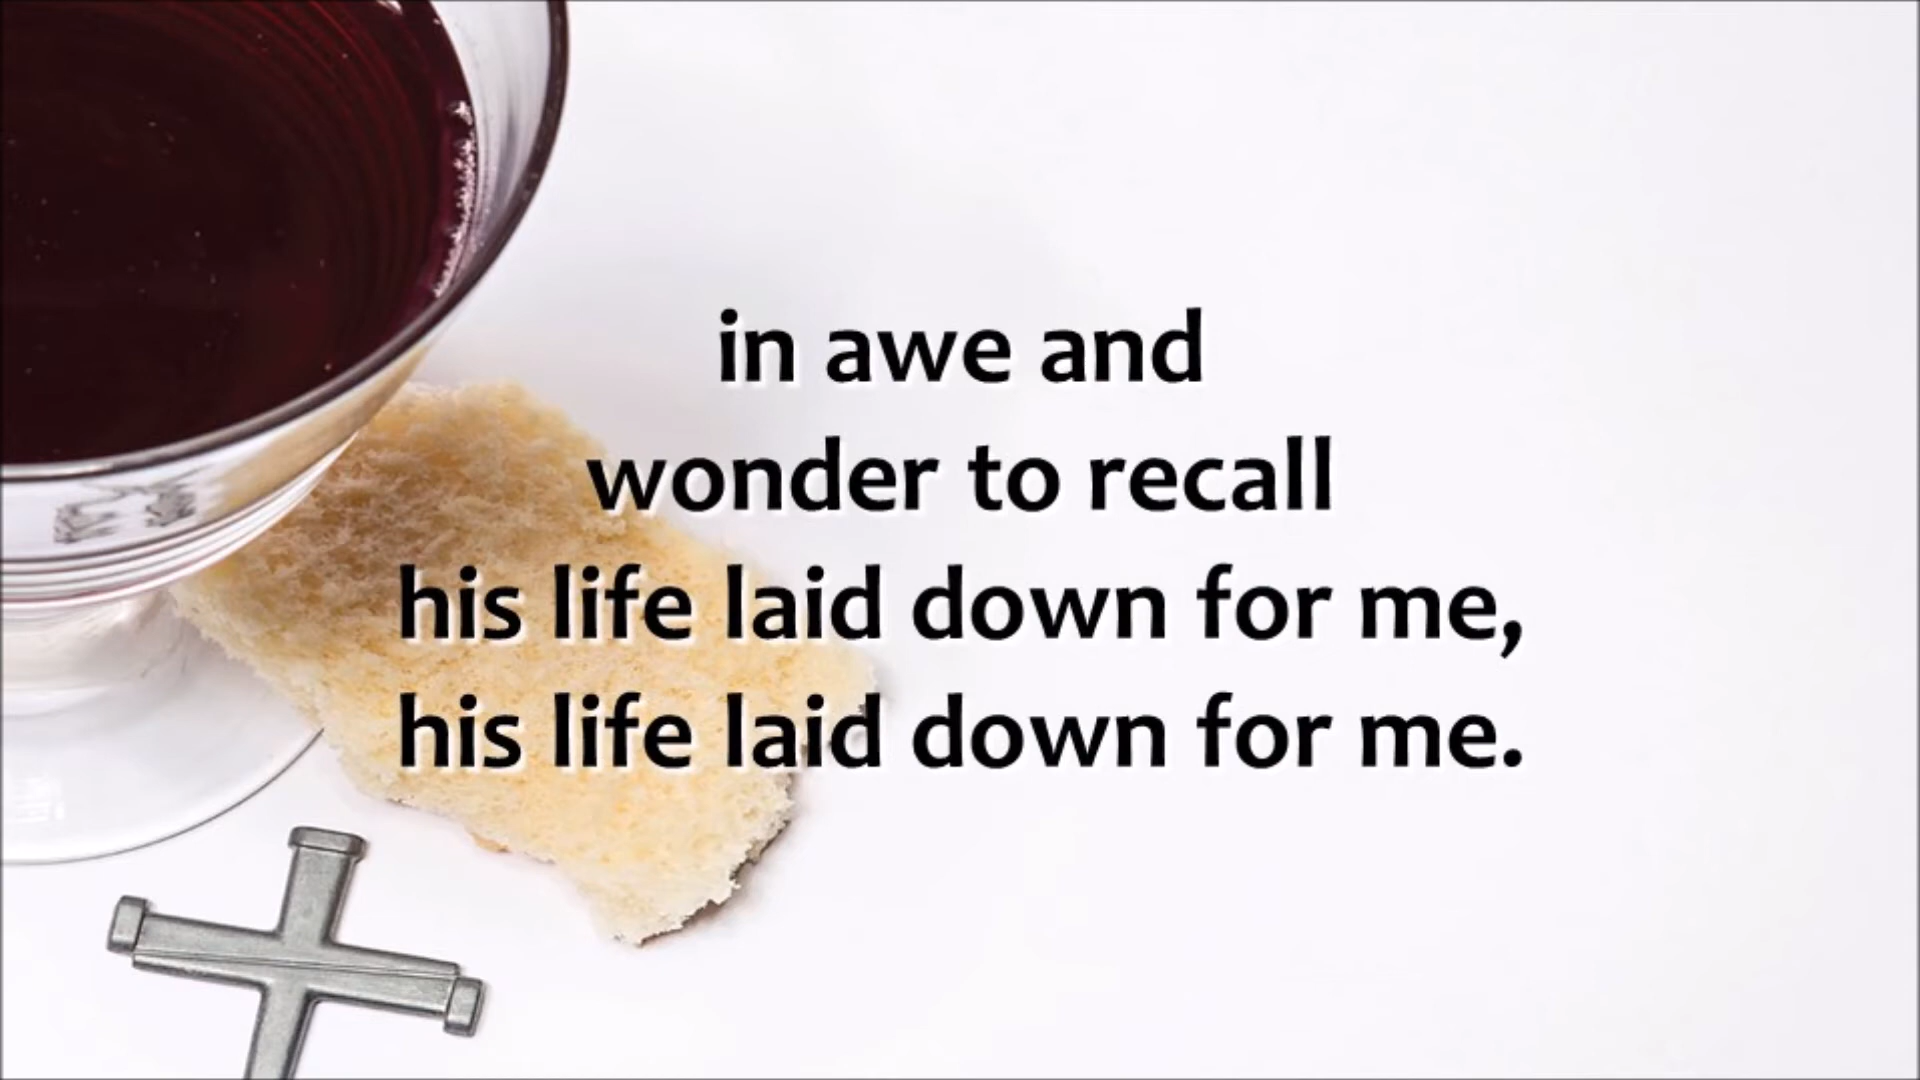 in awe and
wonder to recall
his life laid down for me,
his life laid down for me.